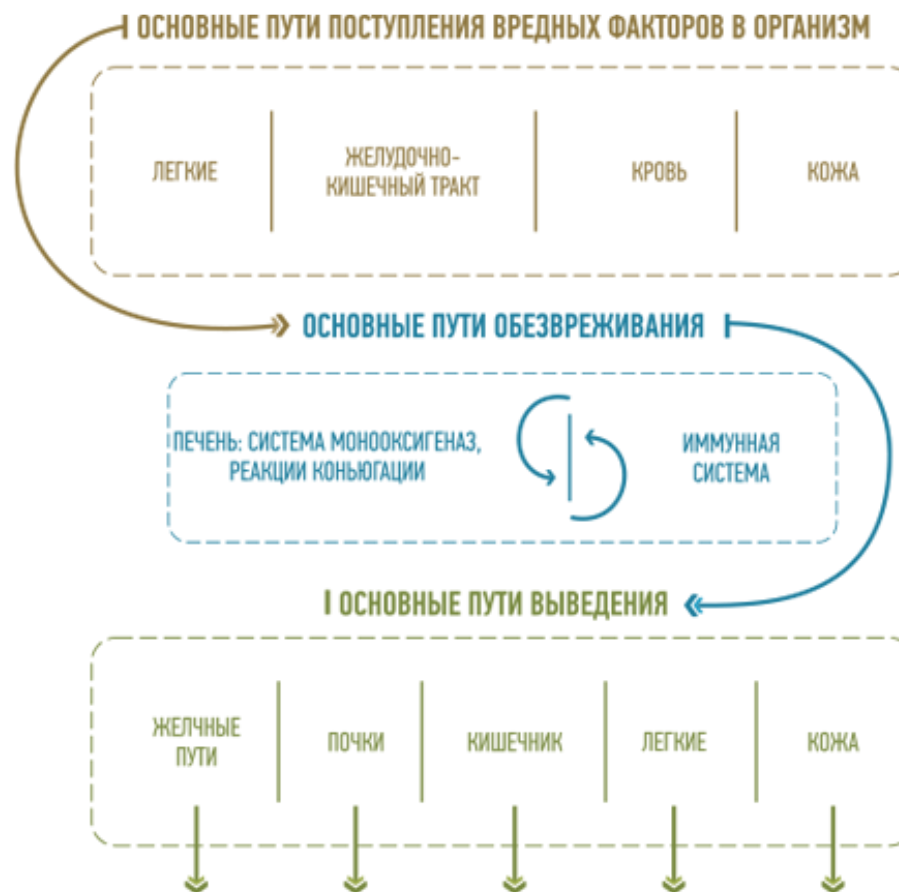 ОСНОВНЫЕ ПУТИ ПОСТУПЛЕНИЯ ВРЕДНЫХ ФАКТОРОВ В ОРГАНИЗМ
ЛЕГКИЕ
ЖЕЛУДОЧНО-
КИШЕЧНЫЙ ТРАКТ
КРОВЬ
КОЖА
ОСНОВНЫЕ ПУТИ ОБЕЗВРЕЖИВАНИЯ
ПЕЧЕНЬ: СИСТЕМА МОНООКСИГЕНАЗ,
РЕАКЦИИ КОНЬЮГАЦИИ
ИММУННАЯ
СИСТЕМА
ОСНОВНЫЕ ПУТИ ВЫВЕДЕНИЯ
ЖЕЛЧНЫЕ
ПУТИ
ПОЧКИ
КИШЕЧНИК
ЛЕГКИЕ
КОЖА